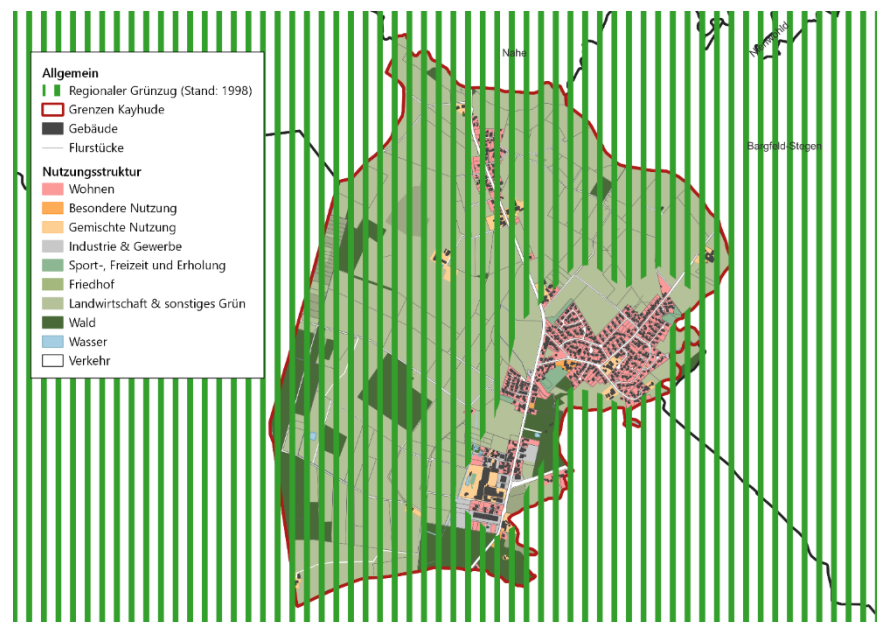 Nahe
Nienwohld
Bargfeld-Stegen
Allgemein
Regionaler Grünzug (Stand: 1998)
Grenzen Kayhude
Gebäude
Flurstücke
Nutzungsstruktur
Wohnen
Besondere Nutzung
Gemischte Nutzung
Industrie & Gewerbe
Sport-, Freizeit und Erholung
Friedhof
Landwirtschaft & sonstiges Grün
Wald
Wasser
Verkehr